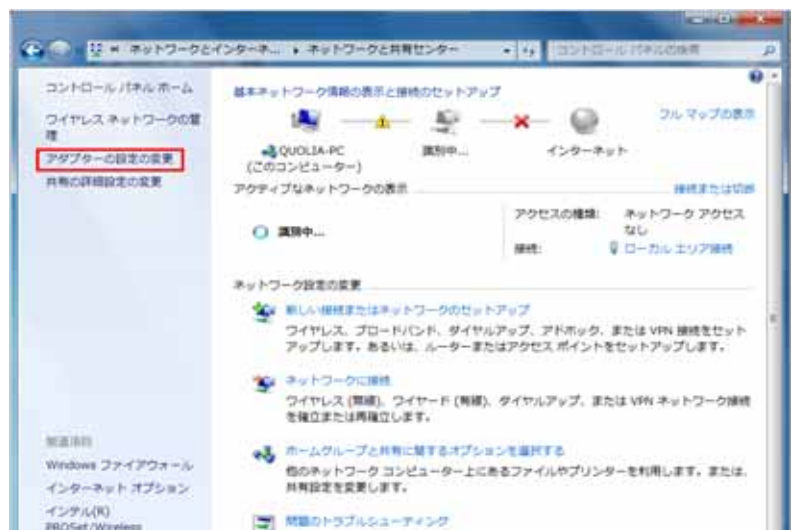 ネットワークとインターネ... ネットワークと共有センター コントロール パネルの検索
コントロール パネル ホーム
ワイヤレス ネットワークの管
理
アダプターの設定の変更
共有の詳細設定の変更
基本ネットワーク情報の表示と接続のセットアップ
フル マップの表示
QUOLIA-PC 識別中... インターネット
(このコンピューター)
アクティブなネットワークの表示 接続または切断
識別中...
アクセスの種類: ネットワーク アクセス
なし
接続: ローカル エリア接続
ネットワーク設定の変更
新しい接続またはネットワークのセットアップ
ワイヤレス、ブロードバンド、ダイヤルアップ、アドホック、または VPN 接続をセット
アップします。あるいは、ルーターまたはアクセス ポイントをセットアップします。
ネットワークに接続
ワイヤレス (無線)、ワイヤード (有線)、ダイヤルアップ、または VPN ネットワーク接続
を確立または再確立します。
ホームグループと共有に関するオプションを選択する
他のネットワーク コンピューター上にあるファイルやプリンターを利用します。または、
共有設定を変更します。
問題のトラブルシューティング
関連項目
Windows ファイアウォール
インターネット オプション
インテル(R)
PROSet/Wireless